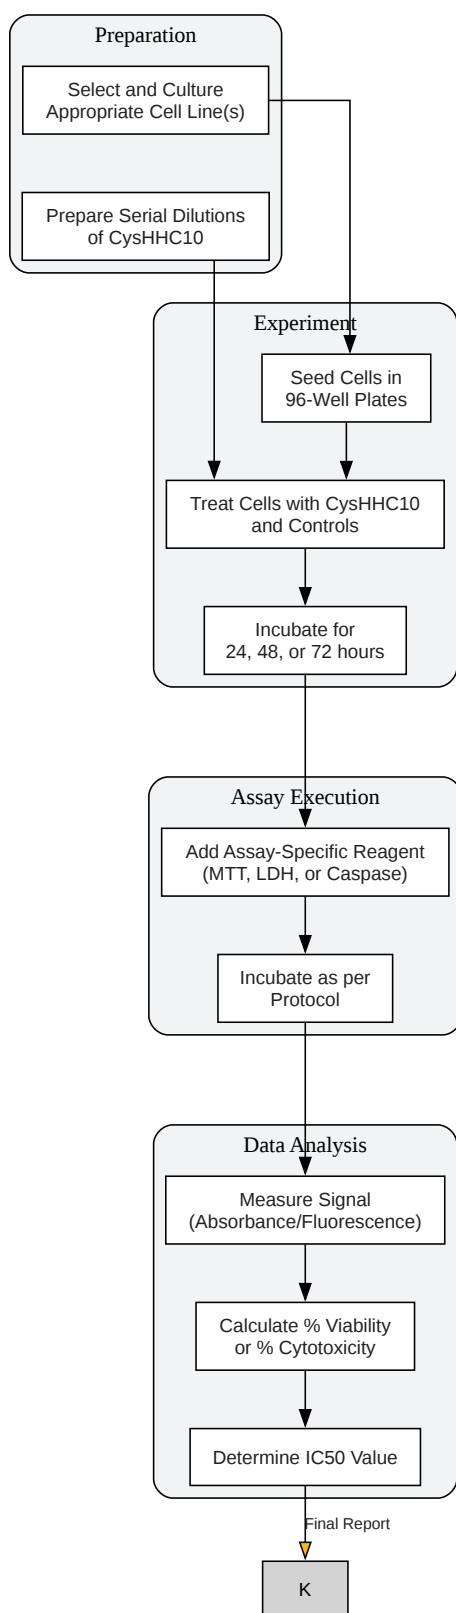 Preparation
Select and Culture
Appropriate Cell Line(s)
Prepare Serial Dilutions
of CysHHC10
Experiment
Seed Cells in
96-Well Plates
Treat Cells with CysHHC10
and Controls
Incubate for
24, 48, or 72 hours
Assay Execution
Add Assay-Specific Reagent
(MTT, LDH, or Caspase)
Incubate as per
Protocol
Data Analysis
Measure Signal
(Absorbance/Fluorescence)
Calculate % Viability
or % Cytotoxicity
Determine IC50 Value
Final Report
K